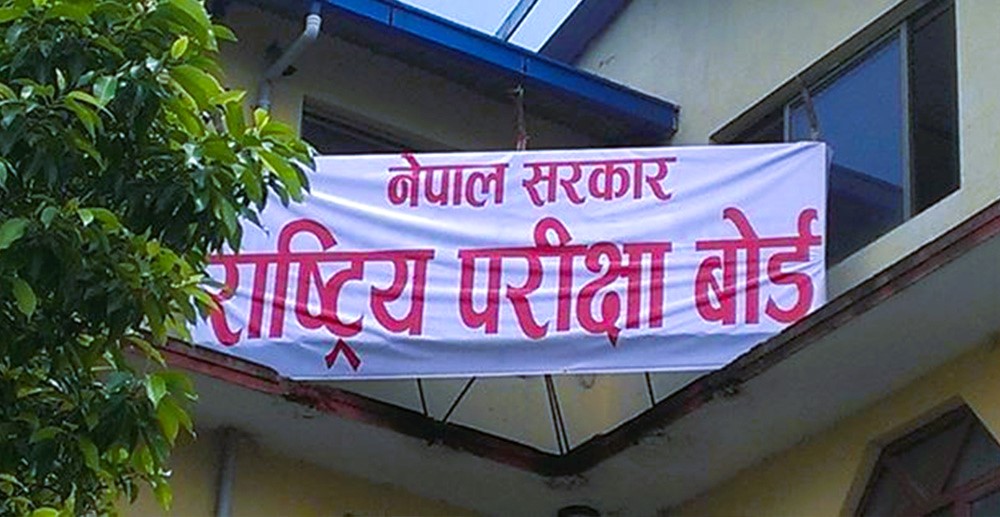 नेपाल सरकार
राष्ट्रिय परीक्षा बोर्ड